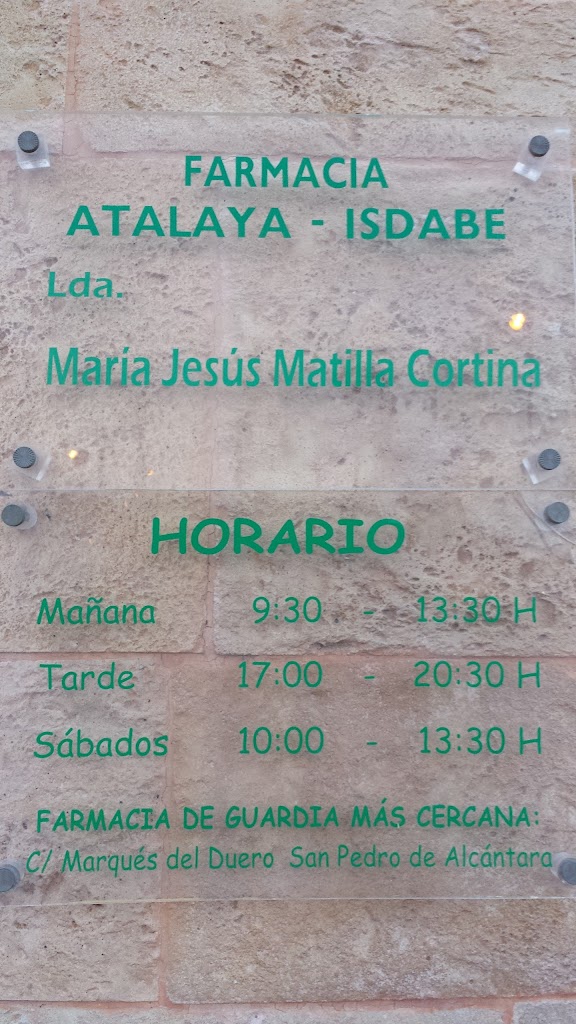 FARMACIA
ATALAYA - ISDABE
Lda.
María Jesús Matilla Cortina
HORARIO
Mañana 9:30 - 13:30 H
Tarde 17:00 - 20:30 H
Sábados 10:00 - 13:30 H
FARMACIA DE GUARDIA MÁS CERCANA:
C/ Marqués del Duero San Pedro de Alcántara